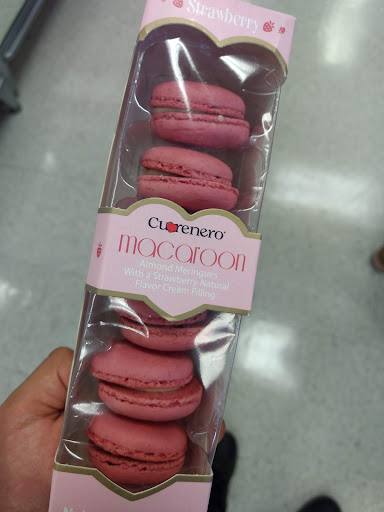 Strawberry
Cuorenero
macaroon
Almond Meringues
With a Strawberry Natural
Flavor Cream Filling